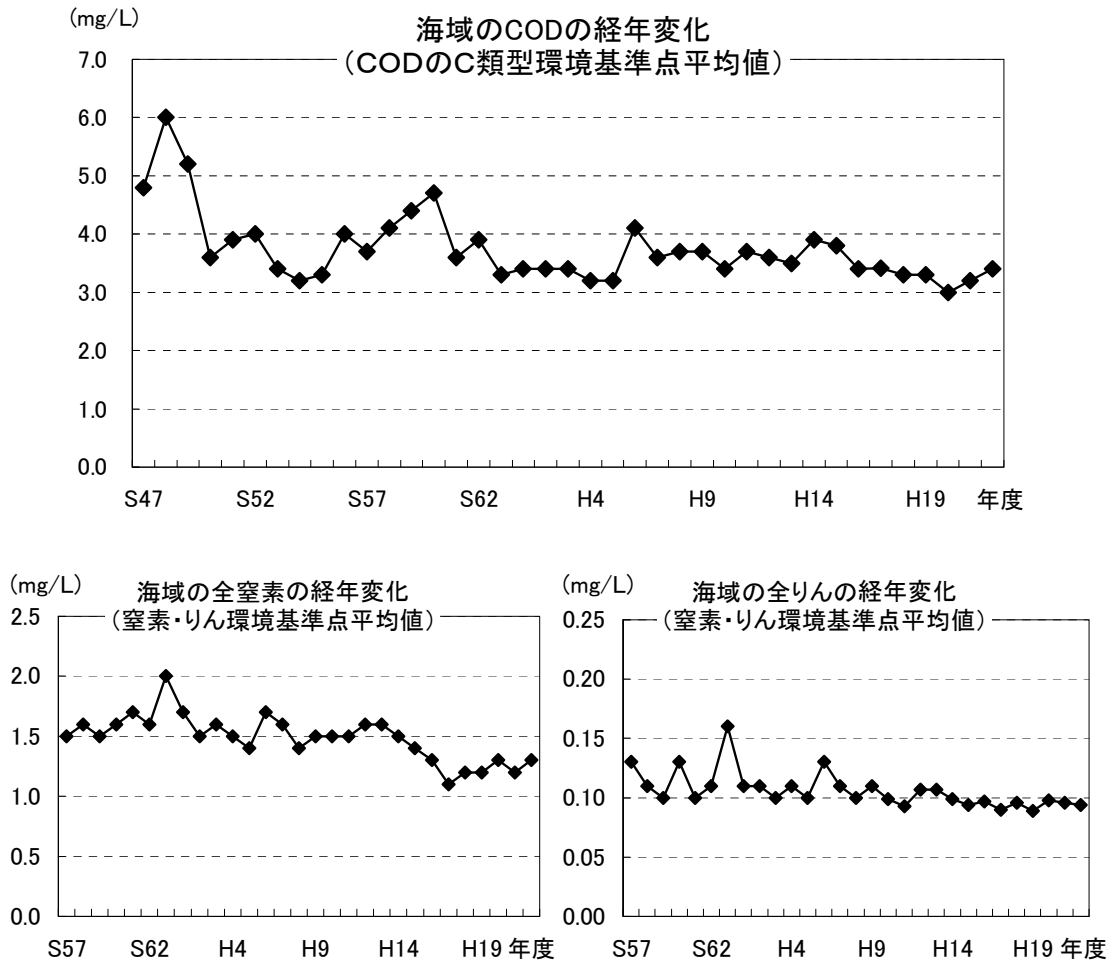 (mg/L)
海域のCODの経年変化
(CODのC類型環境基準点平均値)
7.0
6.0
5.0
4.0
3.0
2.0
1.0
0.0
S47 S52 S57 S62 H4 H9 H14 H19 年度
(mg/L)
海域の全窒素の経年変化
(窒素・りん環境基準点平均値)
2.5
2.0
1.5
1.0
0.5
0.0
S57 S62 H4 H9 H14 H19 年度
(mg/L)
海域の全りんの経年変化
(窒素・りん環境基準点平均値)
0.25
0.20
0.15
0.10
0.05
0.00
S57 S62 H4 H9 H14 H19 年度